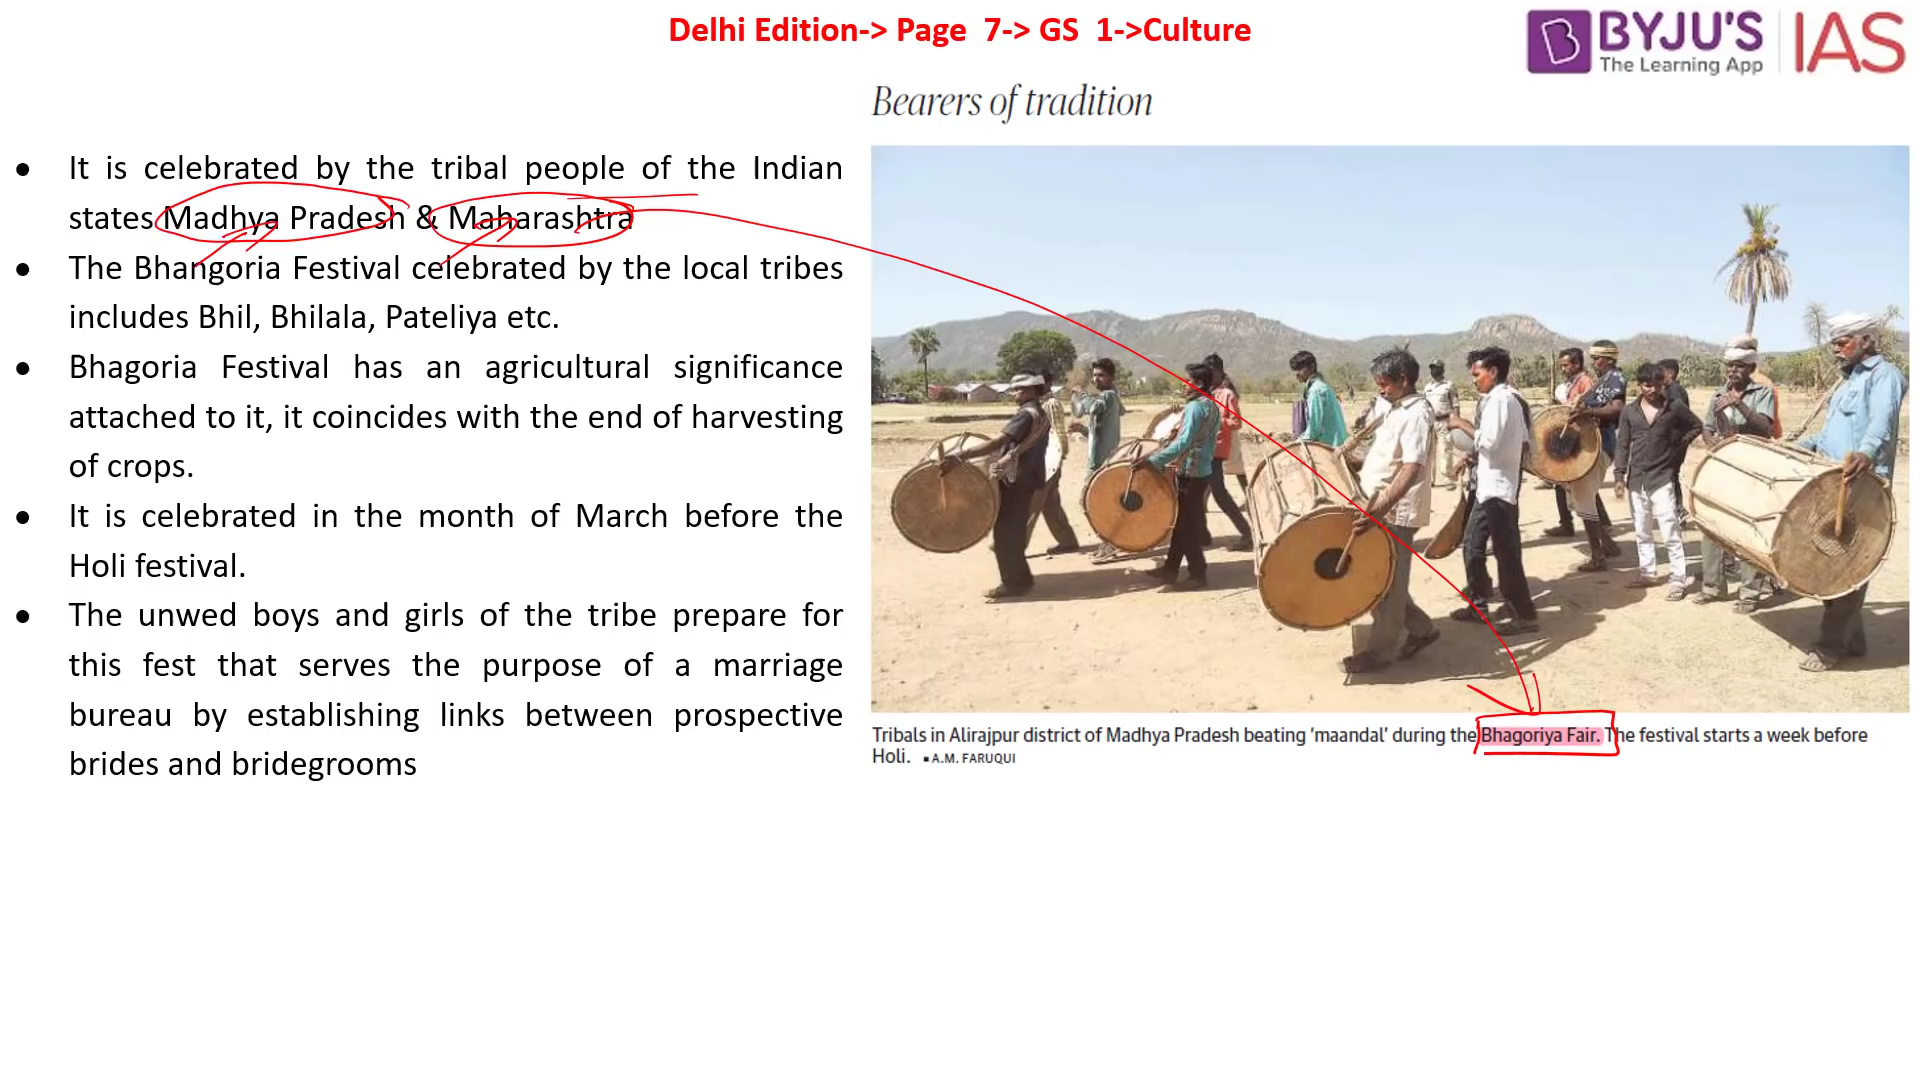 Delhi Edition-> Page 7-> GS 1->Culture
BYJU'S
The Learning App
IAS
Bearers of tradition
• It is celebrated by the tribal people of the Indian
states Madhya Pradesh & Maharashtra
• The Bhangoria Festival celebrated by the local tribes
includes Bhil, Bhilala, Pateliya etc.
• Bhagoria Festival has an agricultural significance
attached to it, it coincides with the end of harvesting
of crops.
• It is celebrated in the month of March before the
Holi festival.
• The unwed boys and girls of the tribe prepare for
this fest that serves the purpose of a marriage
bureau by establishing links between prospective
brides and bridegrooms
Tribals in Alirajpur district of Madhya Pradesh beating 'maandal' during the Bhagoriya Fair. The festival starts a week before
Holi. ▪ A.M. FARUQUI